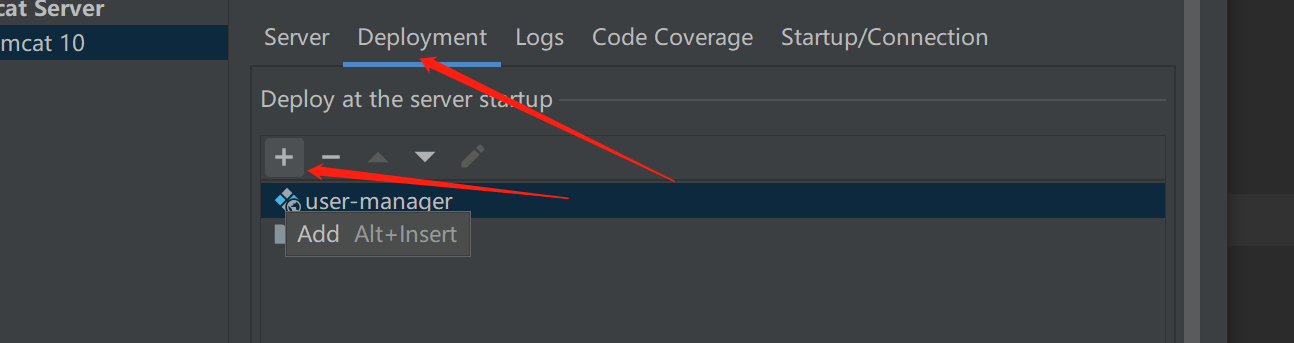 cat Server
mcat 10
Server Deployment Logs Code Coverage Startup/Connection
Deploy at the server startup
user-manager
Add Alt+Insert